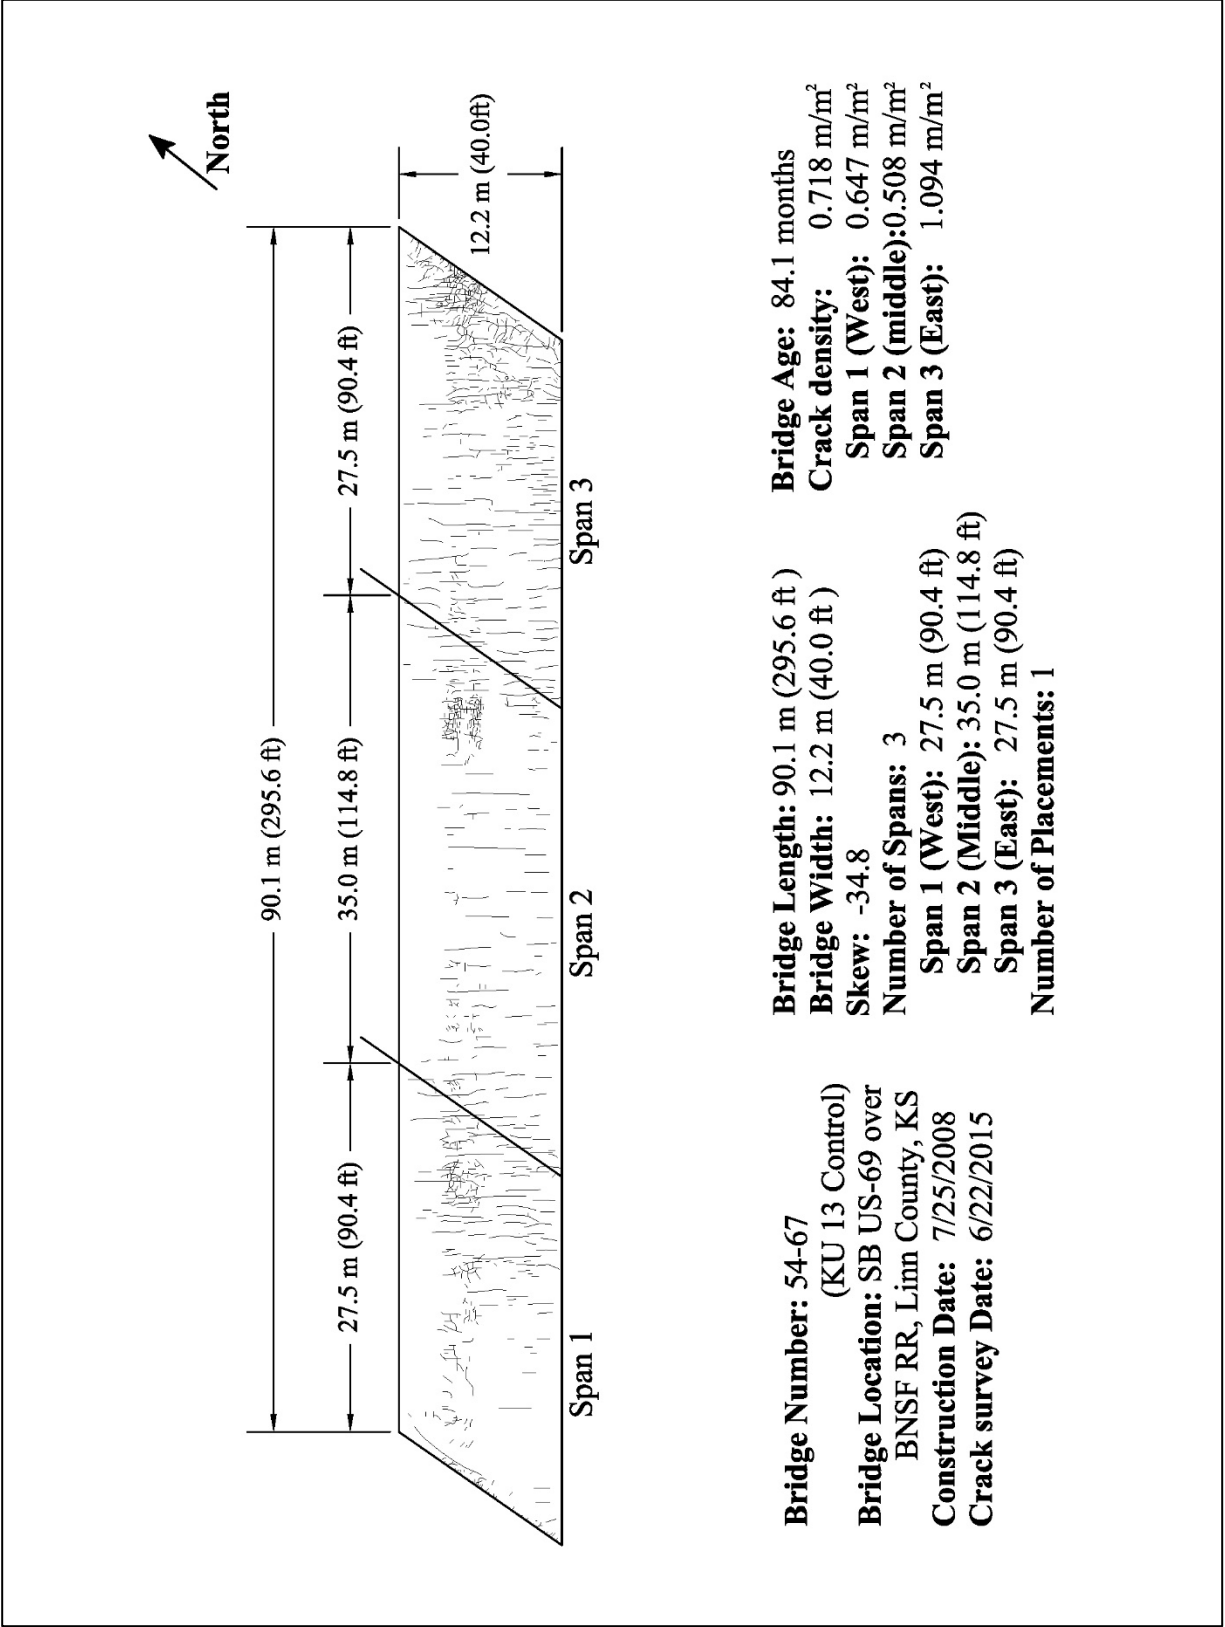 North
90.1 m (295.6 ft)
27.5 m (90.4 ft)
35.0 m (114.8 ft)
27.5 m (90.4 ft)
12.2 m (40.0ft)
Span 1
Span 2
Span 3
Bridge Number: 54-67
(KU 13 Control)
Bridge Location: SB US-69 over
BNSF RR, Linn County, KS
Construction Date: 7/25/2008
Crack survey Date: 6/22/2015
Bridge Length: 90.1 m (295.6 ft )
Bridge Width: 12.2 m (40.0 ft )
Skew: -34.8
Number of Spans: 3
Span 1 (West): 27.5 m (90.4 ft)
Span 2 (Middle): 35.0 m (114.8 ft)
Span 3 (East): 27.5 m (90.4 ft)
Number of Placements: 1
Bridge Age: 84.1 months
Crack density: 0.718 m/m²
Span 1 (West): 0.647 m/m²
Span 2 (middle):0.508 m/m²
Span 3 (East): 1.094 m/m²